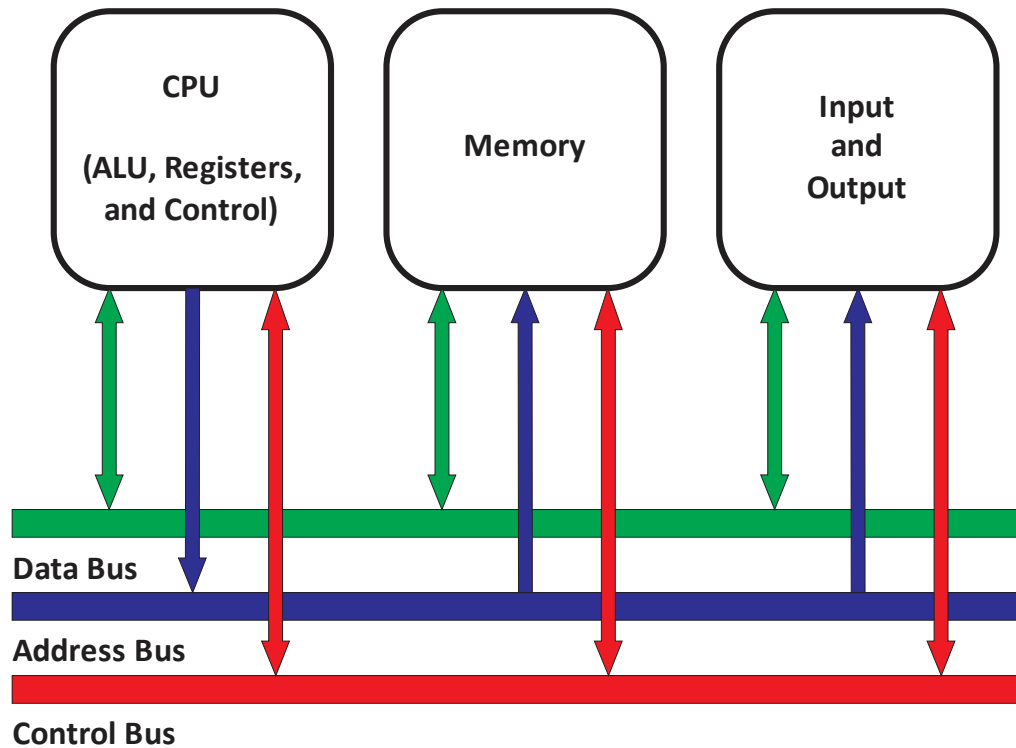 CPU
(ALU, Registers,
and Control)
Memory
Input
and
Output
Data Bus
Address Bus
Control Bus